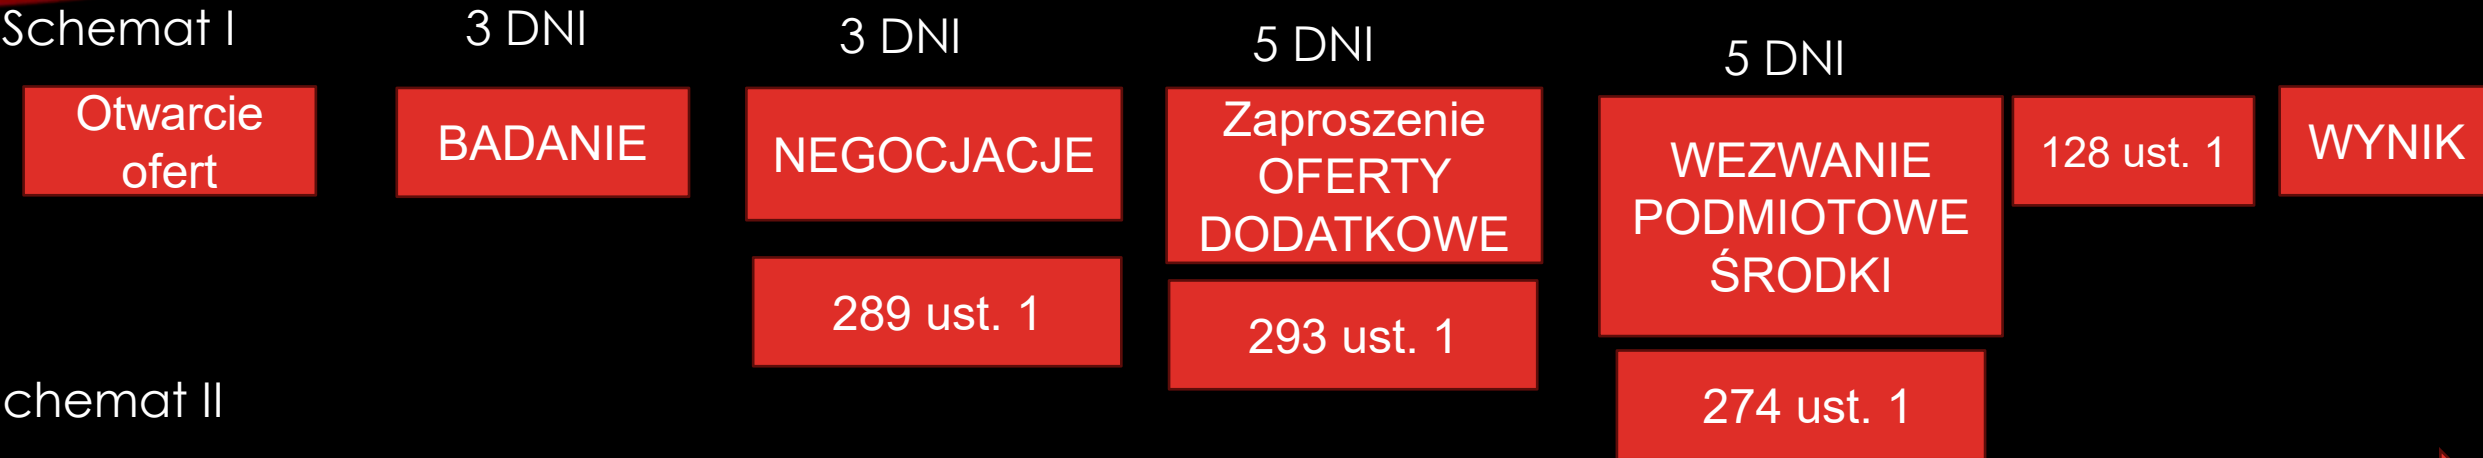 Schemat I
3 DNI
3 DNI
5 DNI
5 DNI
Otwarcie
ofert
BADANIE
NEGOCJACJE
Zaproszenie
OFERTY
DODATKOWE
WEZWANIE
PODMIOTOWE
ŚRODKI
128 ust. 1
WYNIK
289 ust. 1
293 ust. 1
274 ust. 1
chemat II